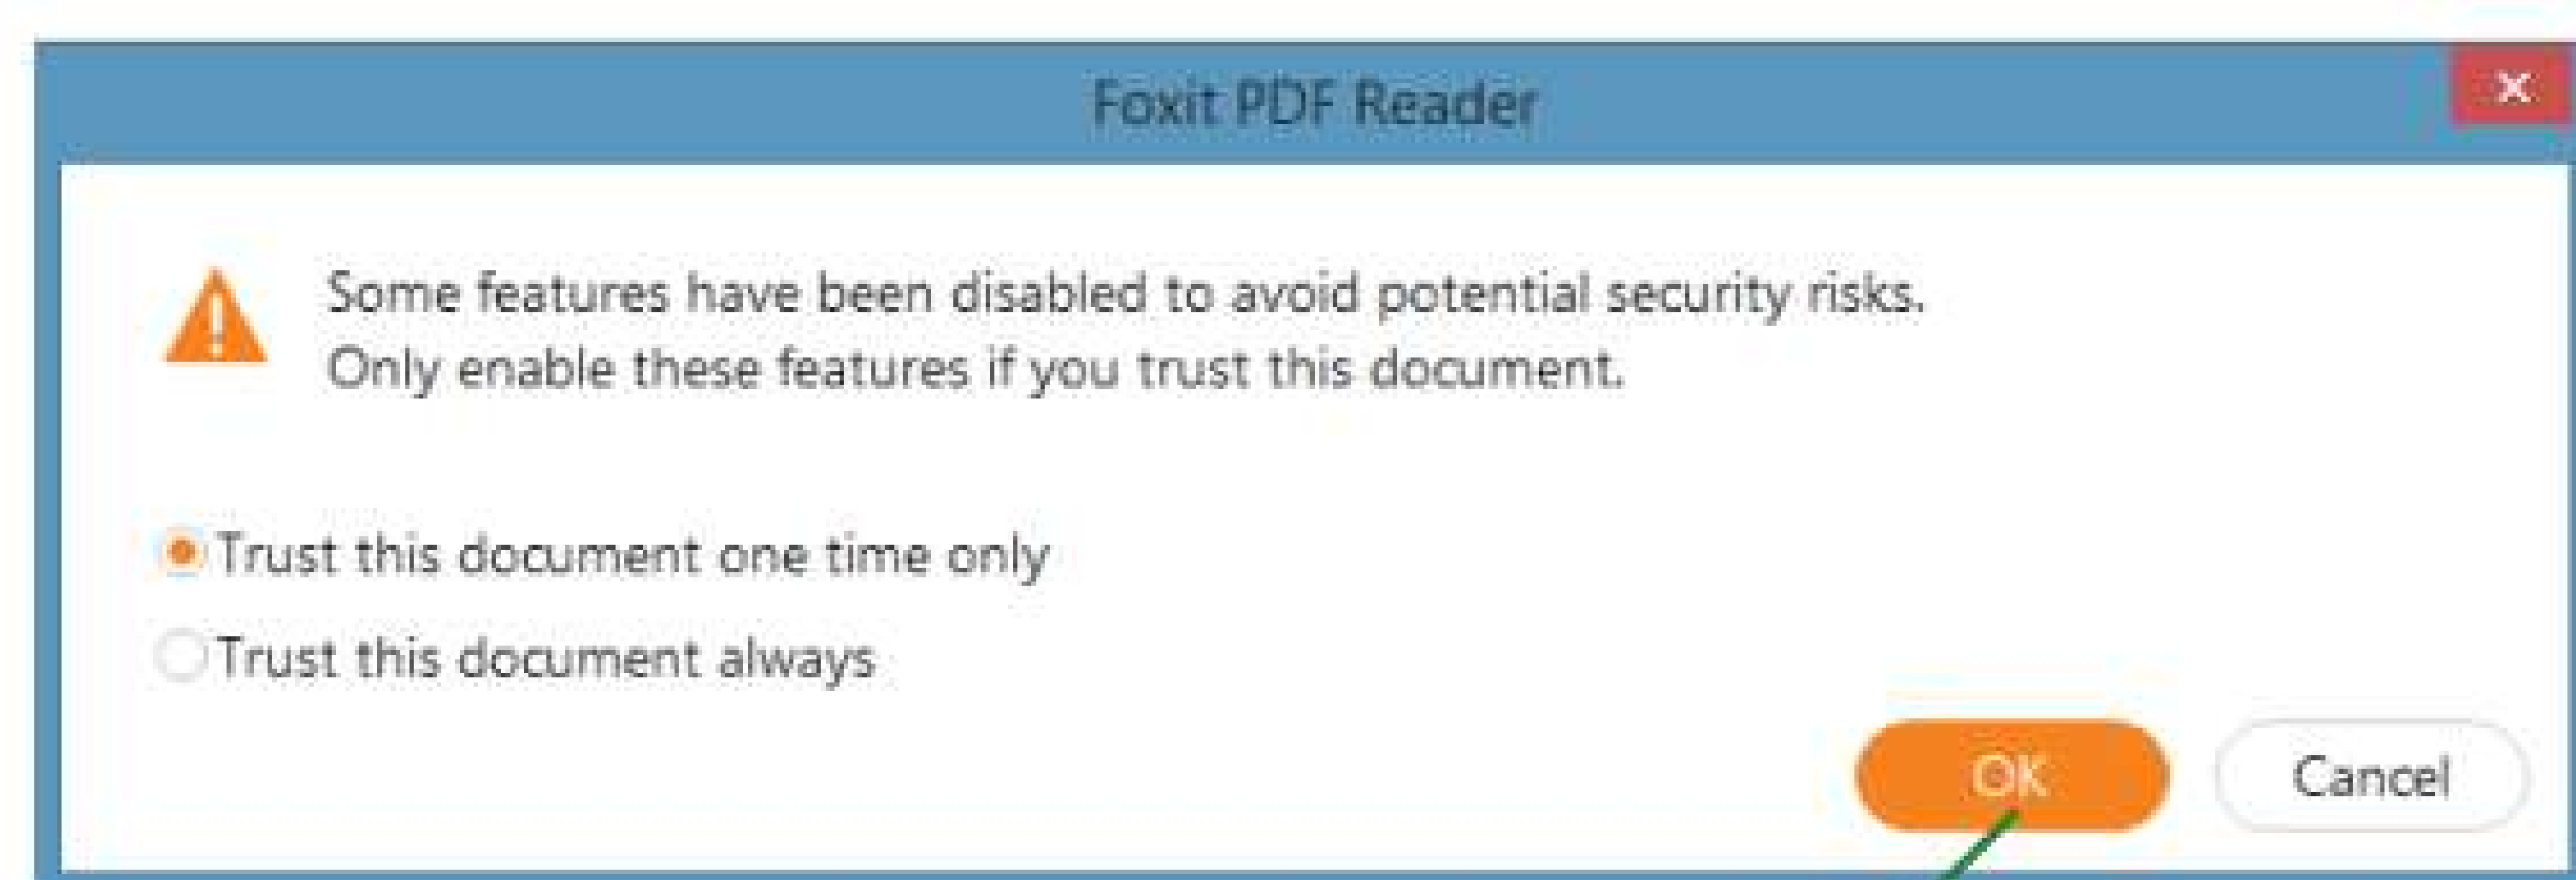 Foxit PDF Reader
Some features have been disabled to avoid potential security risks.
Only enable these features if you trust this document.
Trust this document one time only
Trust this document always
OK
Cancel